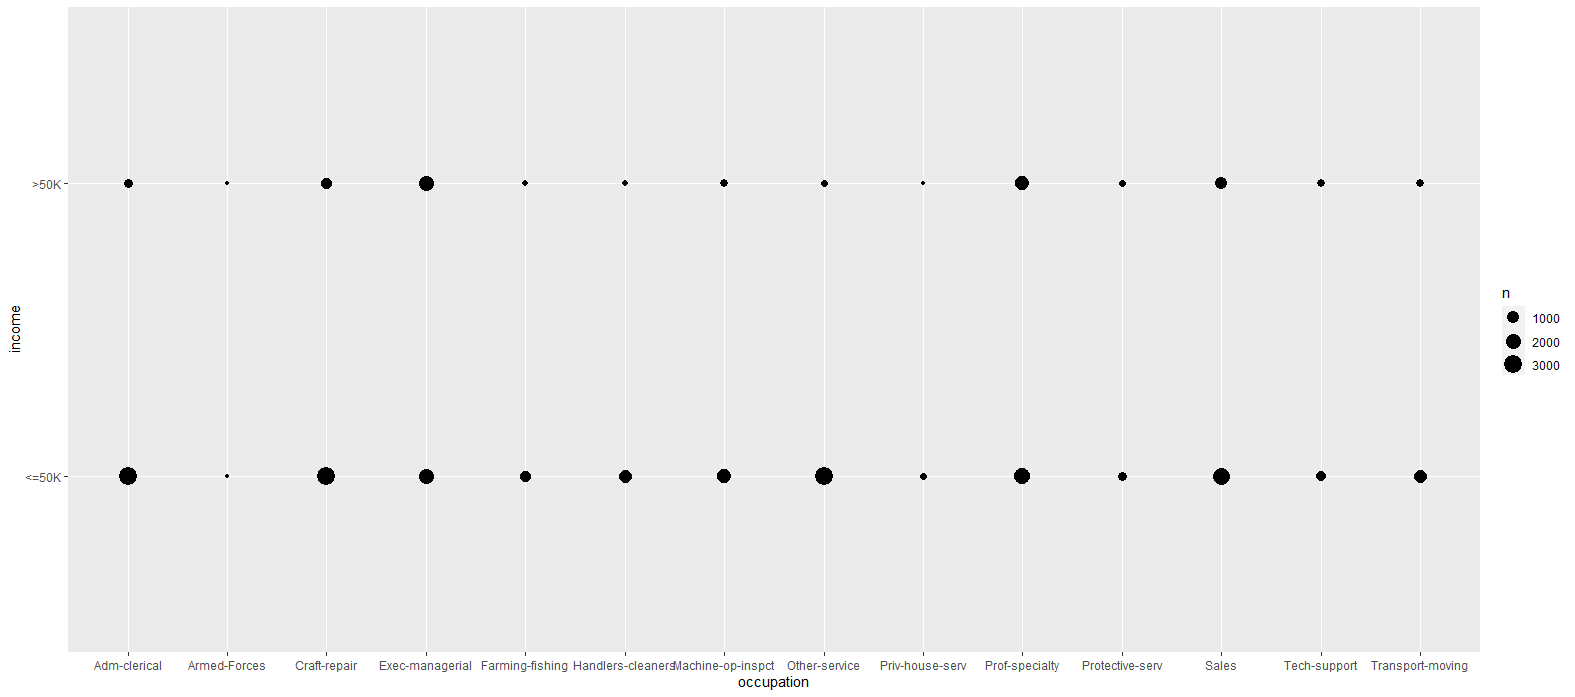 >50K
<=50K
income
Adm-clerical Armed-Forces Craft-repair Exec-managerial Farming-fishing Handlers-cleaners Machine-op-inspct Other-service Priv-house-serv Prof-specialty Protective-serv Sales Tech-support Transport-moving
occupation
n
1000
2000
3000